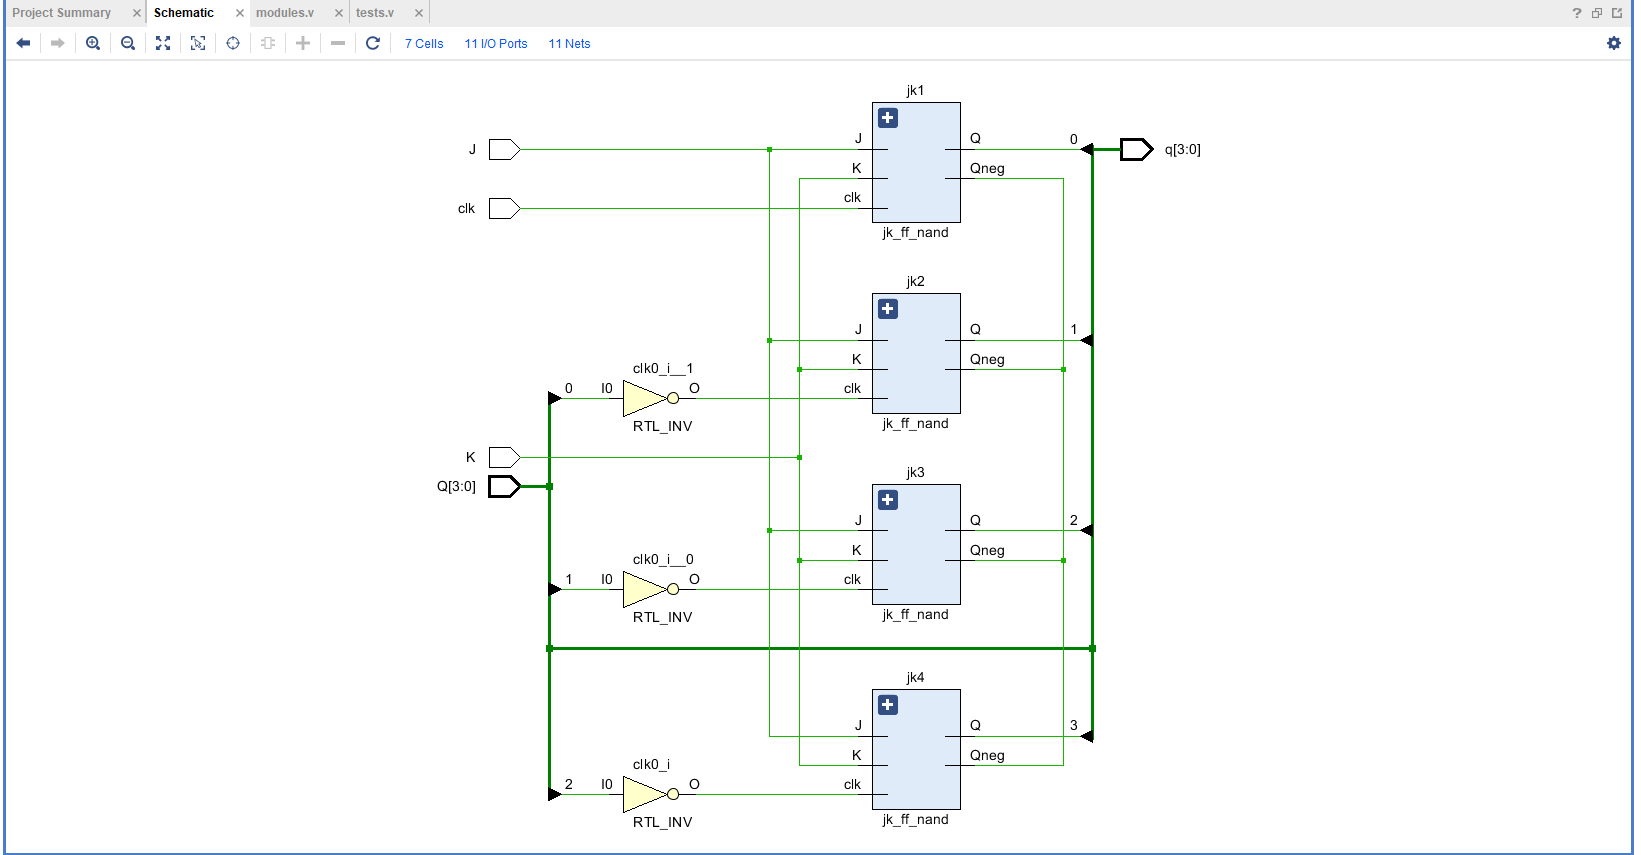 Project Summary Schematic modules.v tests.v
7 Cells 11 I/O Ports 11 Nets
jk1
J J Q 0 q[3:0]
K Qneg
clk clk
jk_ff_nand
jk2
J Q 1
K Qneg
clk0_i__1
0 I0 O clk
RTL_INV jk_ff_nand
K
jk3
Q[3:0]
J Q 2
K Qneg
clk0_i__0
1 I0 O clk
RTL_INV jk_ff_nand
jk4
J Q 3
K Qneg
clk0_i
2 I0 O clk
RTL_INV jk_ff_nand